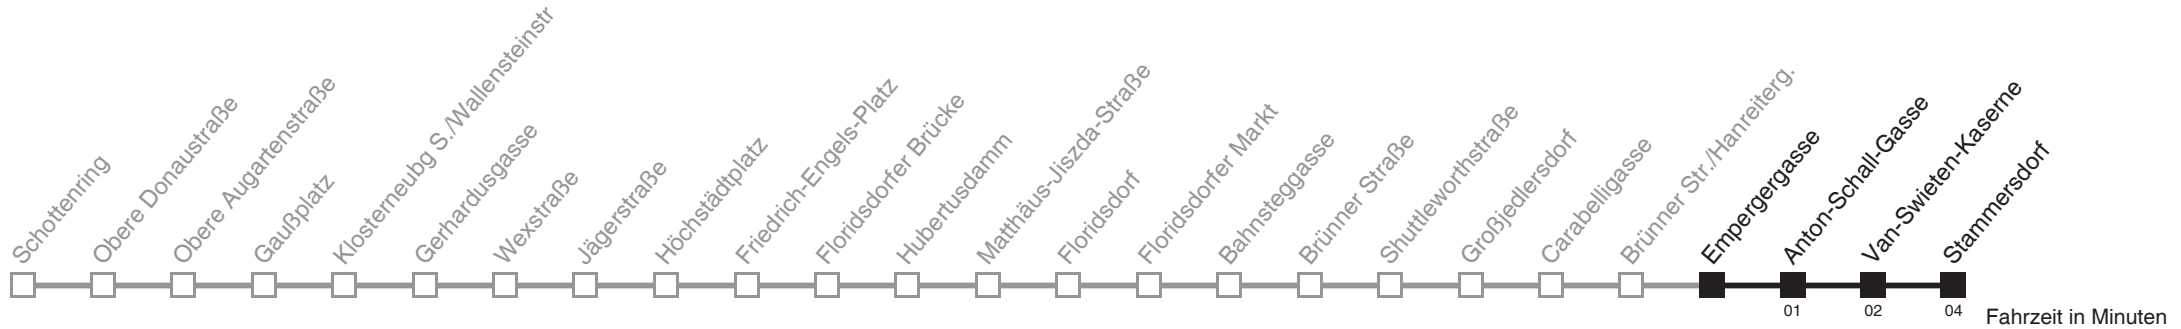 Schottenring
Obere Donaustraße
Obere Augartenstraße
Gaußplatz
Klosterneubg S./Wallensteinstr
Gerhardusgasse
Wexstraße
Jägerstraße
Höchstädtplatz
Friedrich-Engels-Platz
Floridsdorfer Brücke
Hubertusdamm
Matthäus-Jiszda-Straße
Floridsdorf
Floridsdorfer Markt
Bahnsteggasse
Brünner Straße
Shuttleworthstraße
Großjedlersdorf
Carabelligasse
Brünner Str./Hanreiterg.
Empergergasse
Anton-Schall-Gasse
Van-Swieten-Kaserne
Stammersdorf
01
02
04
Fahrzeit in Minuten